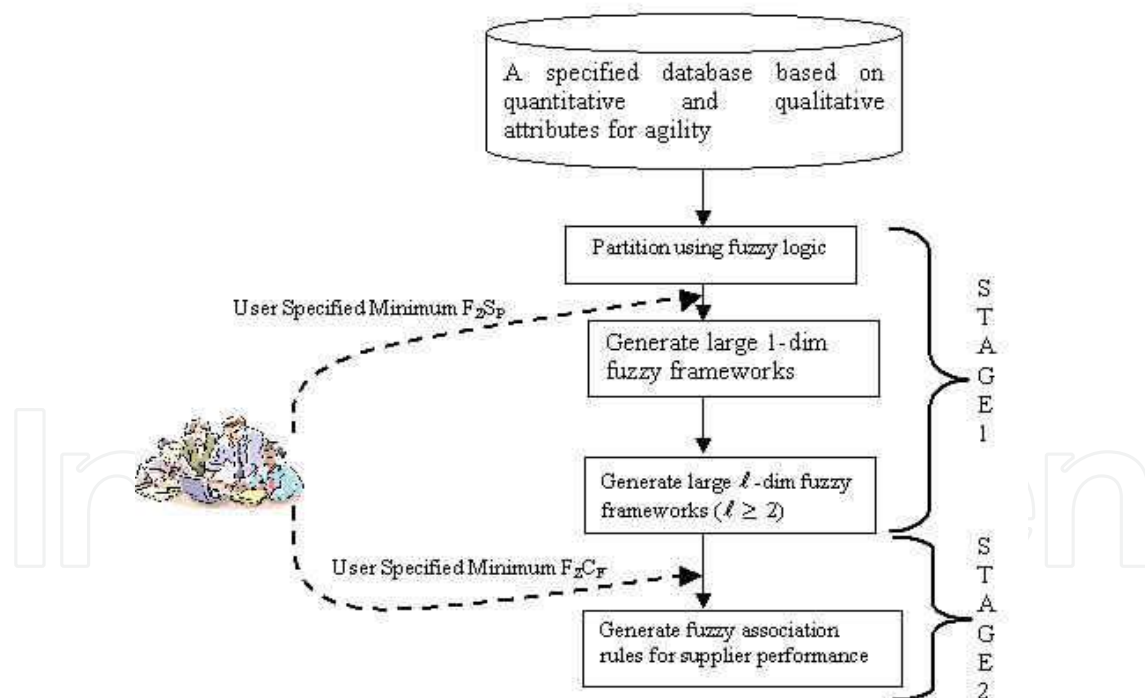 A specified database based on
quantitative and qualitative
attributes for agility
Partition using fuzzy logic
User Specified Minimum FZSP
Generate large 1-dim
fuzzy frameworks
STAGE1
Generate large ℓ-dim fuzzy
frameworks (ℓ ≥ 2)
User Specified Minimum FZCF
Generate fuzzy association
rules for supplier performance
STAGE2